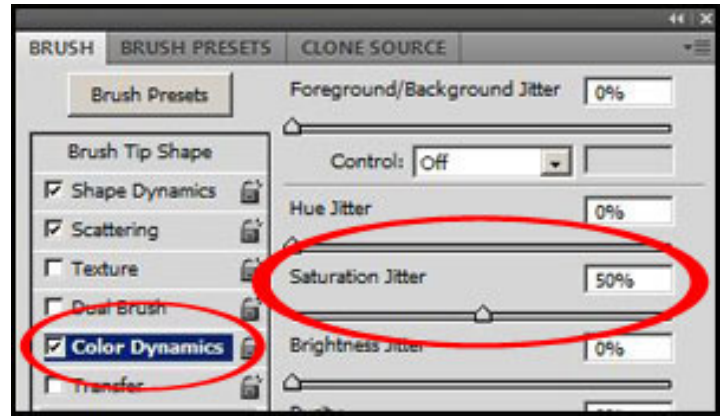 BRUSH BRUSH PRESETS CLONE SOURCE
Brush Presets
Brush Tip Shape
Shape Dynamics
Scattering
Texture
Dual Brush
Color Dynamics
Transfer
Foreground/Background Jitter 0%
Control: Off
Hue Jitter 0%
Saturation Jitter 50%
Brightness Jitter 0%